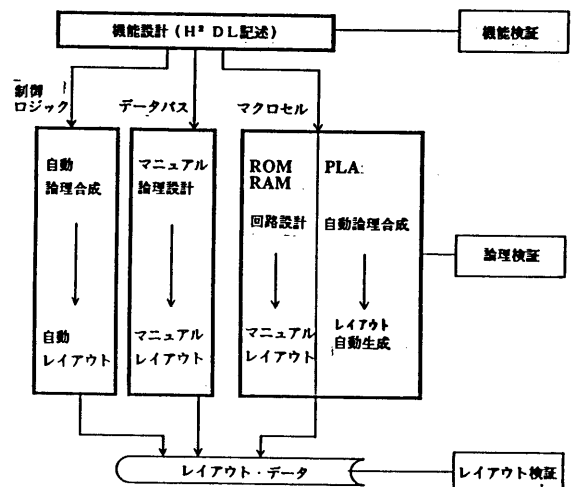 機能設計(H² DL記述)
機能検証
制御
ロジック
データパス
マクロセル
自動
論理合成
マニュアル
論理設計
ROM
RAM
回路設計
PLA:
自動論理合成
論理検証
自動
レイアウト
マニュアル
レイアウト
マニュアル
レイアウト
レイアウト
自動生成
レイアウト・データ
レイアウト検証